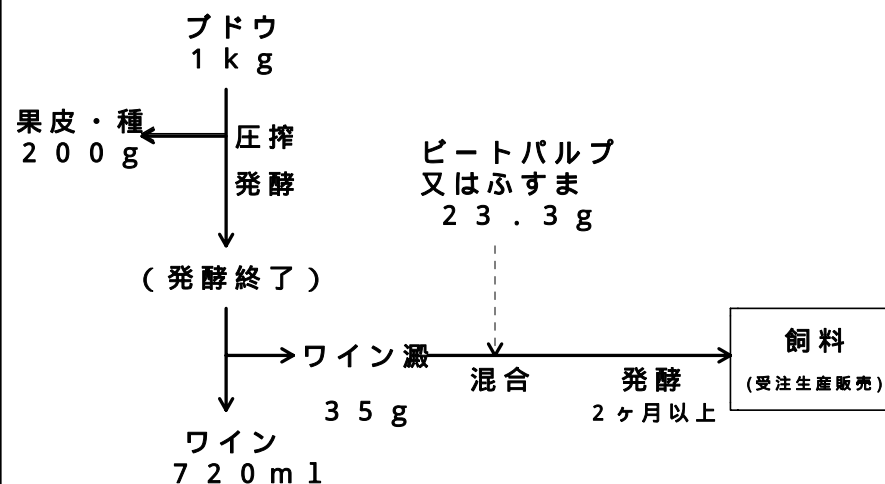 ブドウ
１ｋｇ
果皮・種
２００ｇ
圧搾
発酵
ビートパルプ
又はふすま
２３．３ｇ
（発酵終了）
ワイン澱
３５ｇ
混合
発酵
２ヶ月以上
飼料
(受注生産販売)
ワイン
７２０ｍｌ